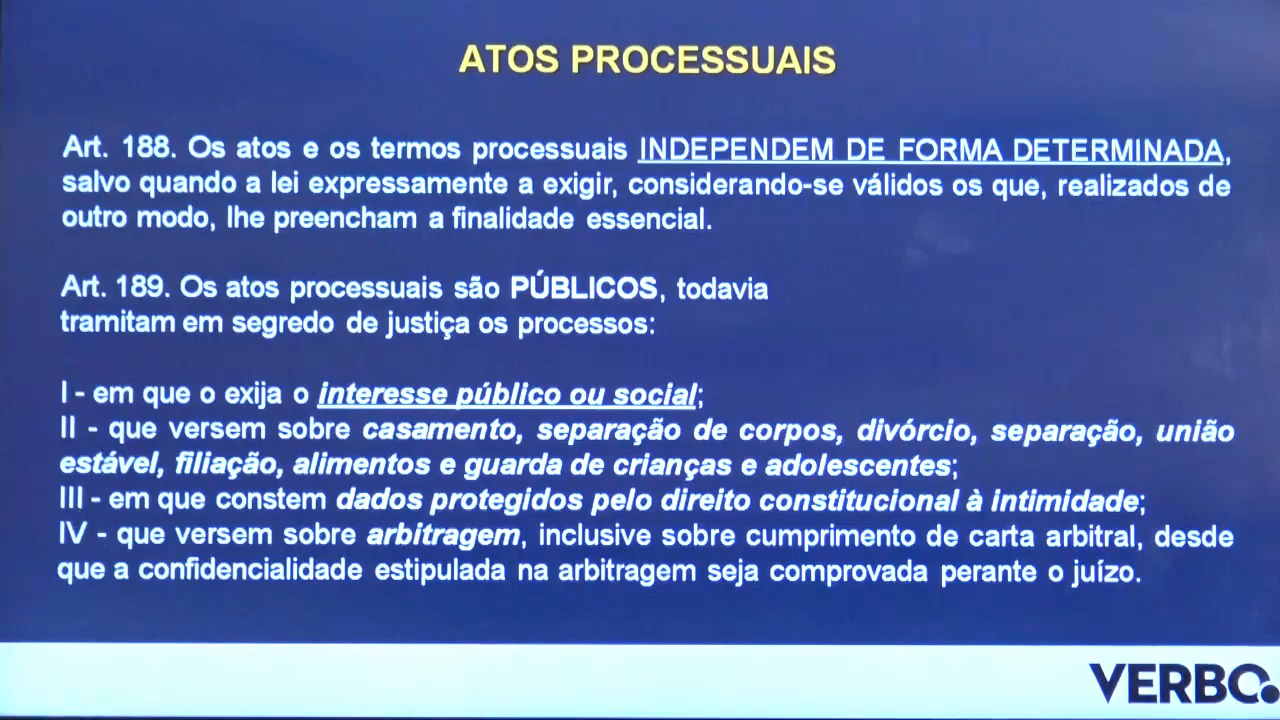 ATOS PROCESSUAIS
Art. 188. Os atos e os termos processuais INDEPENDEM DE FORMA DETERMINADA,
salvo quando a lei expressamente a exigir, considerando-se válidos os que, realizados de
outro modo, lhe preencham a finalidade essencial.
Art. 189. Os atos processuais são PÚBLICOS, todavia
tramitam em segredo de justiça os processos:
I - em que o exija o interesse público ou social;
II - que versem sobre casamento, separação de corpos, divórcio, separação, união
estável, filiação, alimentos e guarda de crianças e adolescentes;
III - em que constem dados protegidos pelo direito constitucional à intimidade;
IV - que versem sobre arbitragem, inclusive sobre cumprimento de carta arbitral, desde
que a confidencialidade estipulada na arbitragem seja comprovada perante o juízo.
VERBO.